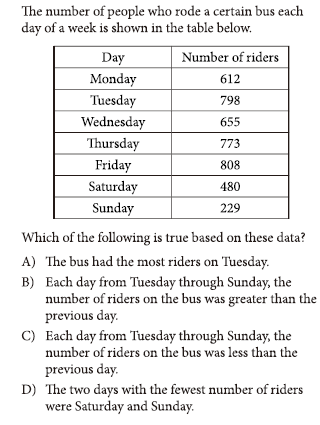 The number of people who rode a certain bus each
day of a week is shown in the table below.
Day Number of riders
Monday 612
Tuesday 798
Wednesday 655
Thursday 773
Friday 808
Saturday 480
Sunday 229
Which of the following is true based on these data?
A) The bus had the most riders on Tuesday.
B) Each day from Tuesday through Sunday, the
number of riders on the bus was greater than the
previous day.
C) Each day from Tuesday through Sunday, the
number of riders on the bus was less than the
previous day.
D) The two days with the fewest number of riders
were Saturday and Sunday.